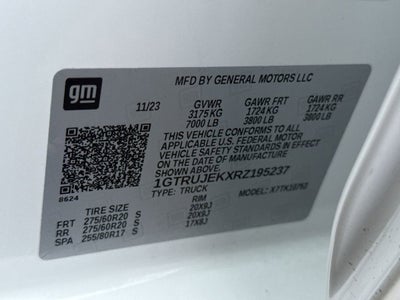 gm
MFD BY GENERAL MOTORS LLC
11/23 GVWR GAWR FRT GAWR RR
3175KG 1724KG 1724KG
7000 LB 3800 LB 3800 LB
THIS VEHICLE CONFORMS TO ALL
APPLICABLE U.S. FEDERAL MOTOR VEHICLE
SAFETY STANDARDS IN EFFECT
ON THE DATE OF MANUFACTURE
SHOWN ABOVE.
1GTRUJEKXRZ195237
TYPE: TRUCK MODEL: X7TK10753
8624
TIRE SIZE RIM
FRT 275/60R20 S 20X9J
RR 275/60R20 S 20X9J
SPA 255/80R17 S 17X8J